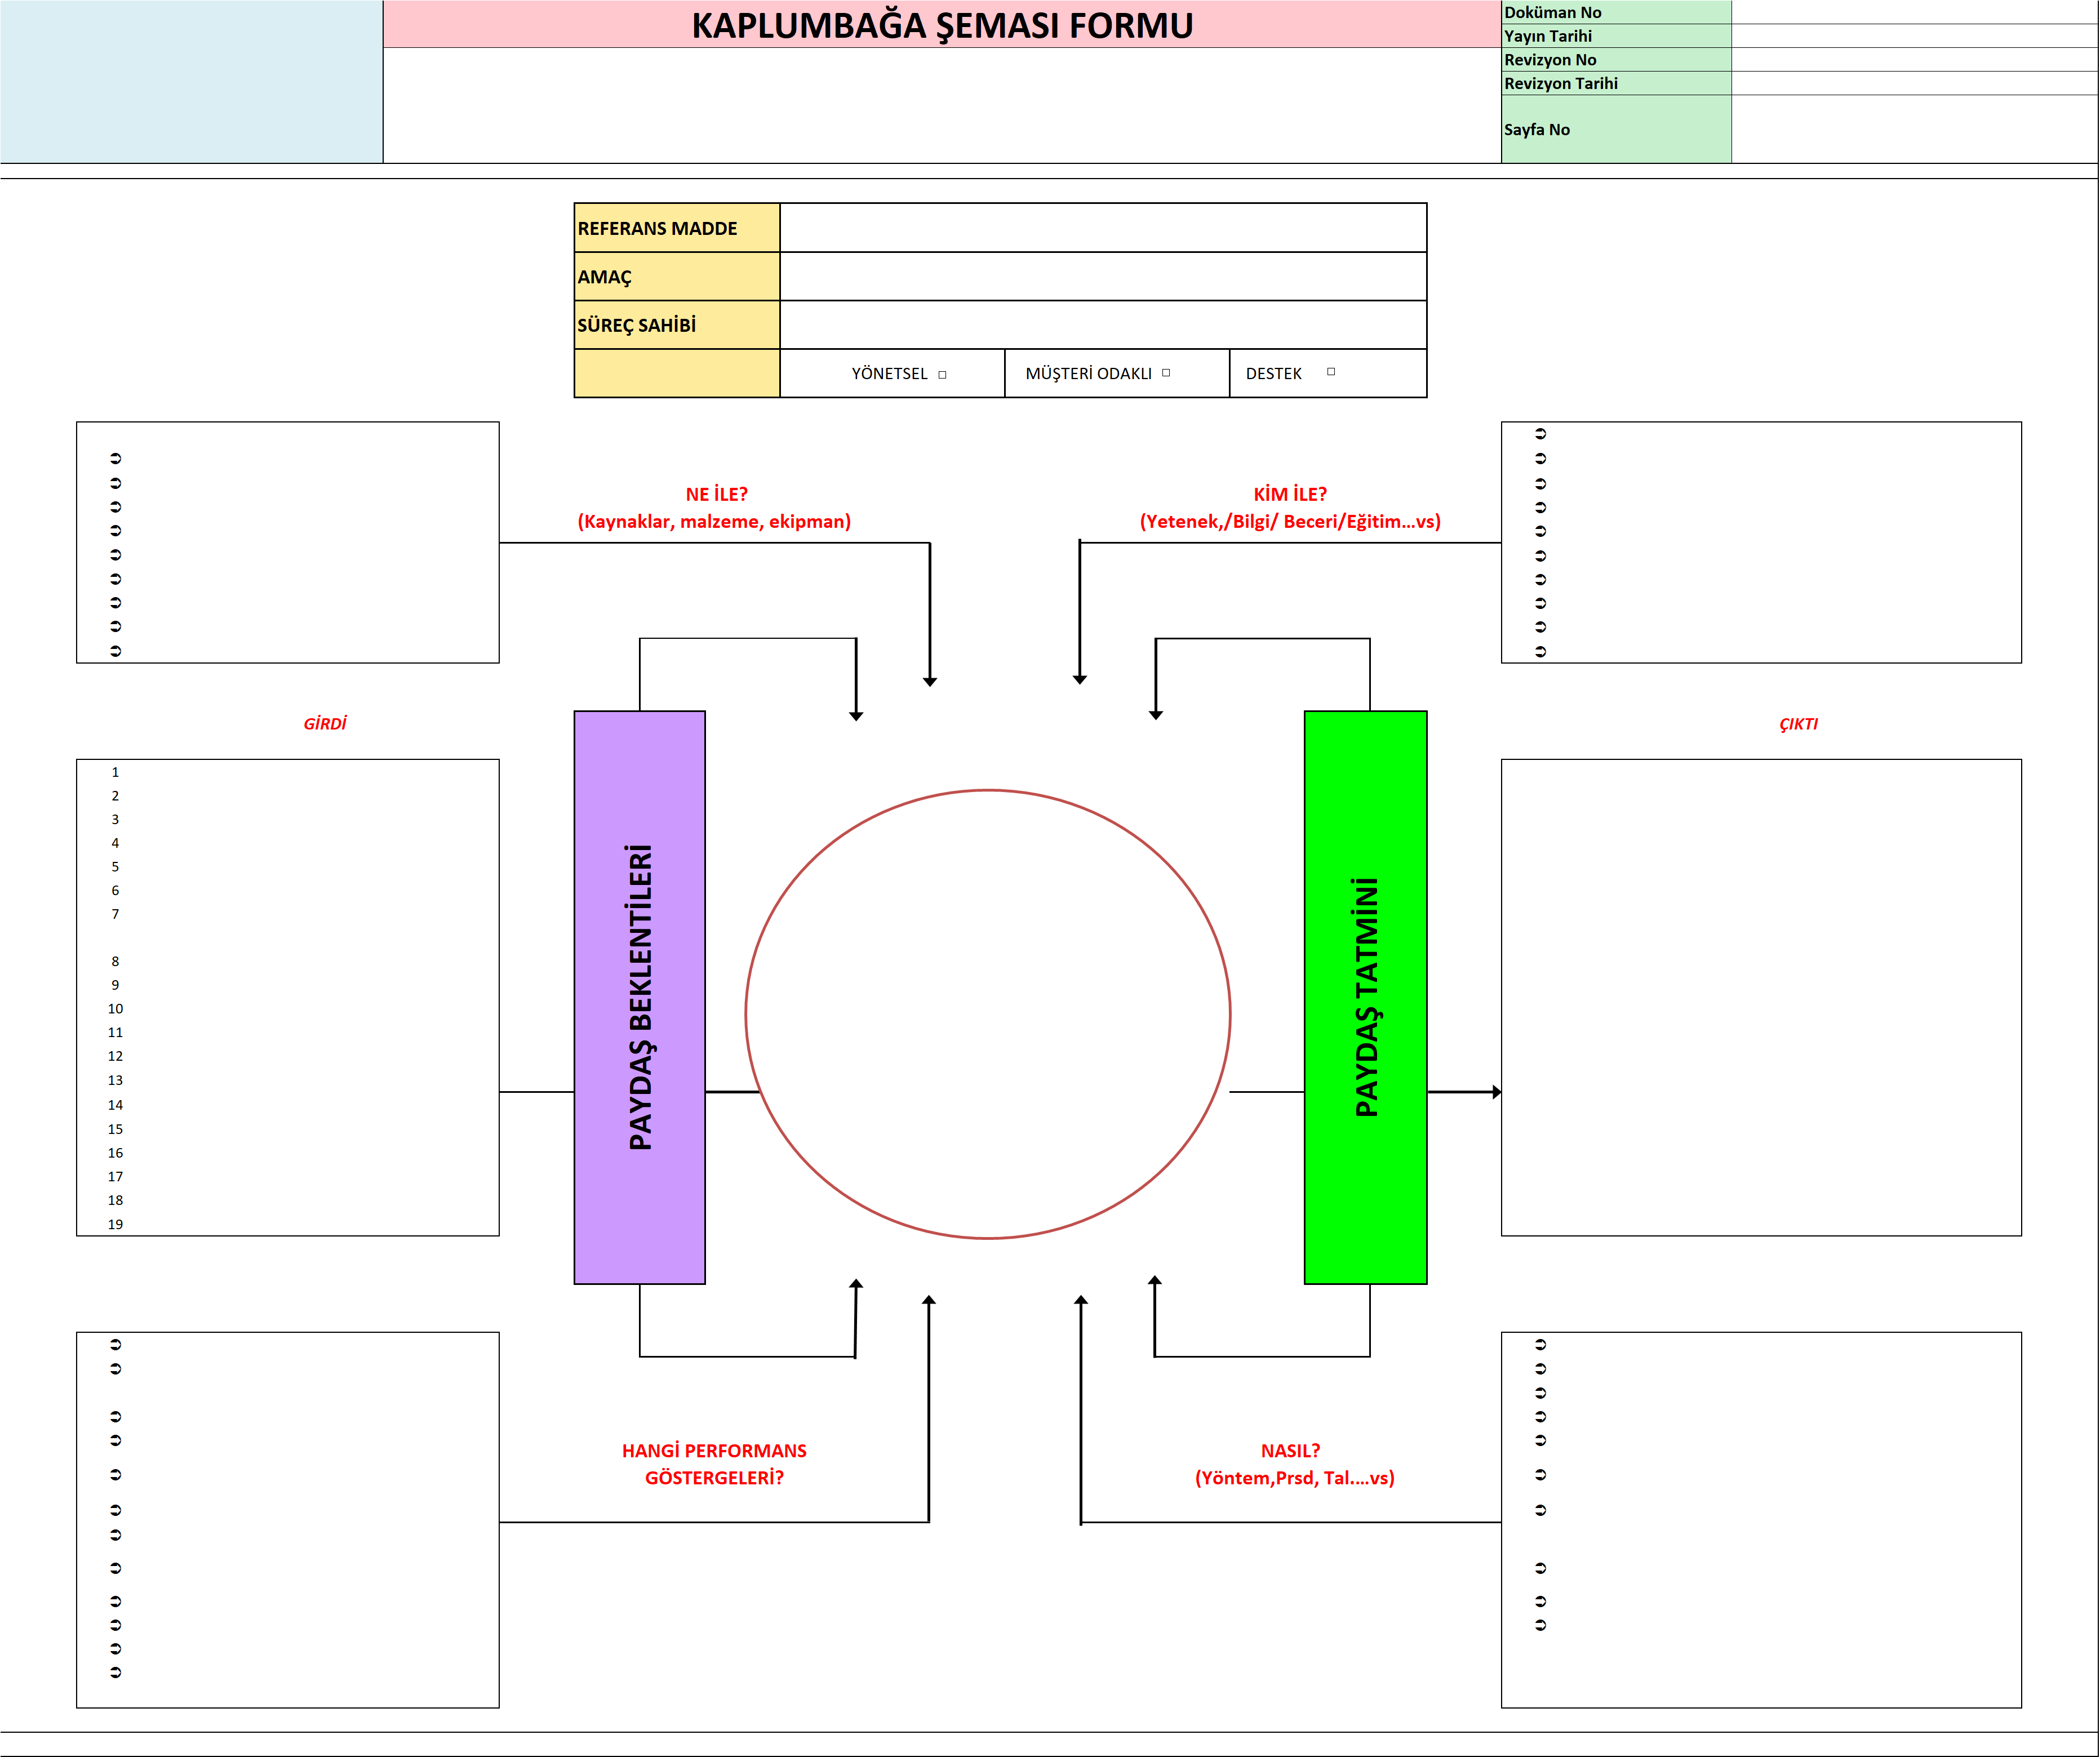 KAPLUMBAĞA ŞEMASI FORMU
Doküman No
Yayın Tarihi
Revizyon No
Revizyon Tarihi
Sayfa No
REFERANS MADDE
AMAÇ
SÜREÇ SAHİBİ
YÖNETSEL □ MÜŞTERİ ODAKLI □ DESTEK □
NE İLE?
(Kaynaklar, malzeme, ekipman)
KİM İLE?
(Yetenek,/Bilgi/ Beceri/Eğitim...vs)
GİRDİ
ÇIKTI
1
2
3
4
5
6
7
8
9
10
11
12
13
14
15
16
17
18
19
PAYDAŞ BEKLENTİLERİ
PAYDAŞ TATMİNİ
HANGİ PERFORMANS
GÖSTERGELERİ?
NASIL?
(Yöntem,Prsd, Tal....vs)